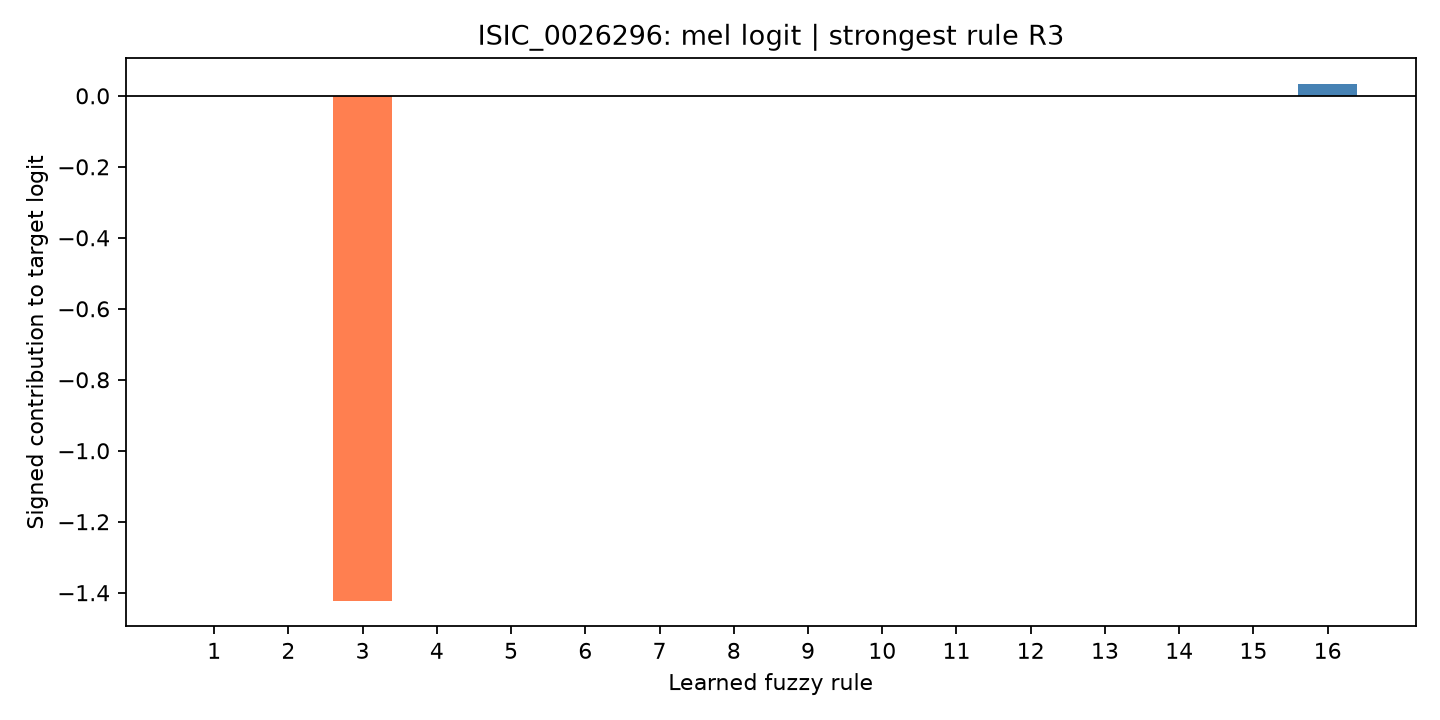 ISIC_0026296: mel logit | strongest rule R3
Signed contribution to target logit
0.0
−0.2
−0.4
−0.6
−0.8
−1.0
−1.2
−1.4
1 2 3 4 5 6 7 8 9 10 11 12 13 14 15 16
Learned fuzzy rule